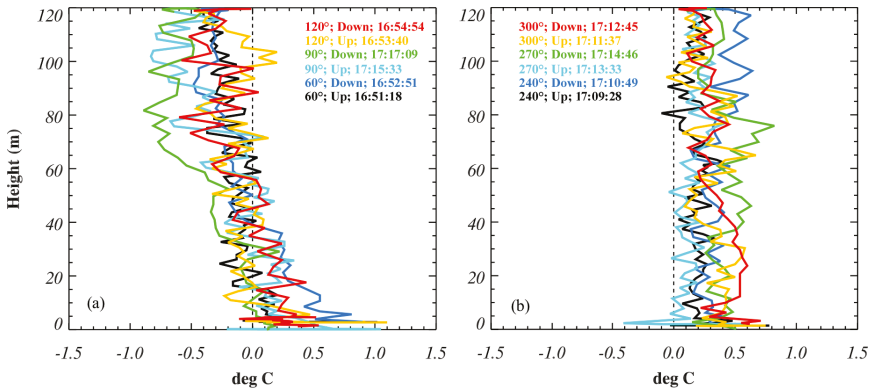 120
100
80
60
40
20
0
Height (m)
120°; Down; 16:54:54
120°; Up; 16:53:40
90°; Down; 17:17:09
90°; Up; 17:15:33
60°; Down; 16:52:51
60°; Up; 16:51:18
(a)
-1.5 -1.0 -0.5 0.0 0.5 1.0 1.5
deg C
120
100
80
60
40
20
0
300°; Down; 17:12:45
300°; Up; 17:11:37
270°; Down; 17:14:46
270°; Up; 17:13:33
240°; Down; 17:10:49
240°; Up; 17:09:28
(b)
-1.5 -1.0 -0.5 0.0 0.5 1.0 1.5
deg C